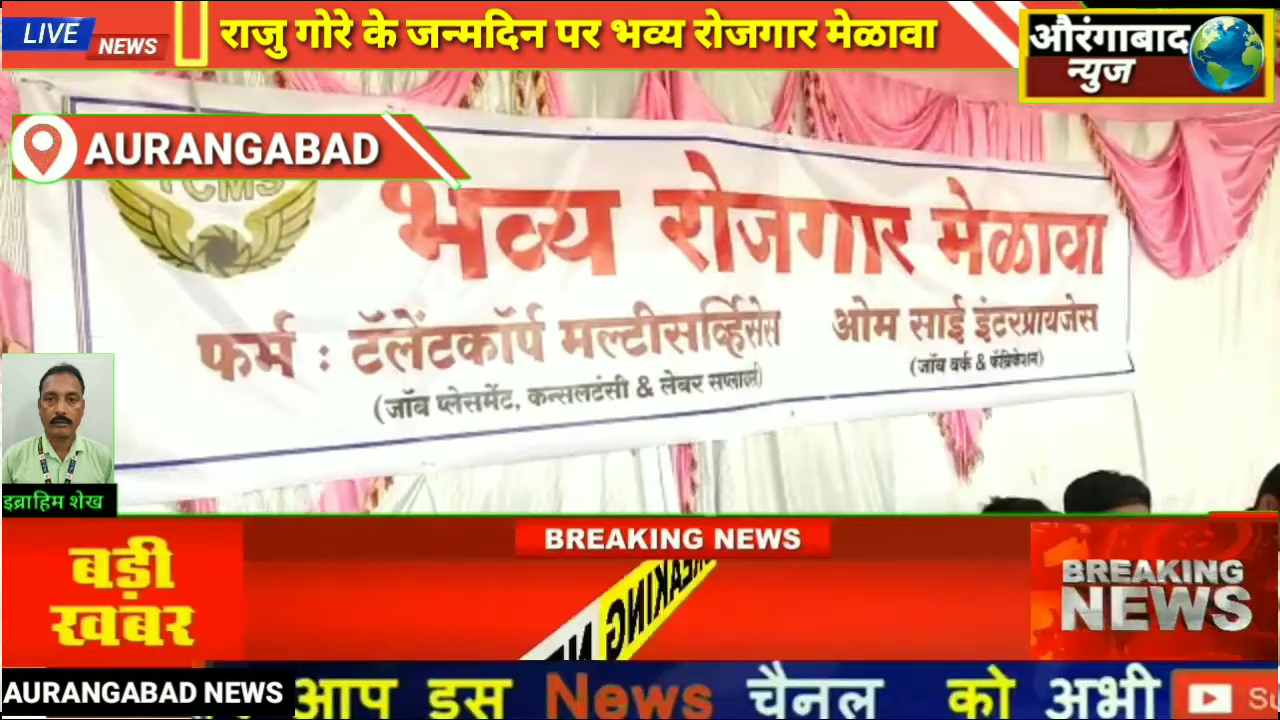 LIVE NEWS
राजु गोरे के जन्मदिन पर भव्य रोजगार मेळावा
औरंगाबाद
न्युज
AURANGABAD
TCMS
भव्य रोजगार मेळावा
फर्म : टॅलेंटकॉर्प मल्टीसर्व्हिसेस ओम साई इंटरप्रायजेस
(जॉब प्लेसमेंट, कन्सलटंसी & लेबर सप्लायर्स) (जॉब वर्क & फॅब्रिकेशन)
इब्राहिम शेख
BREAKING NEWS
बड़ी
खबर
BREAKING
NEWS
AURANGABAD NEWS
आप इस News चैनल को अभी